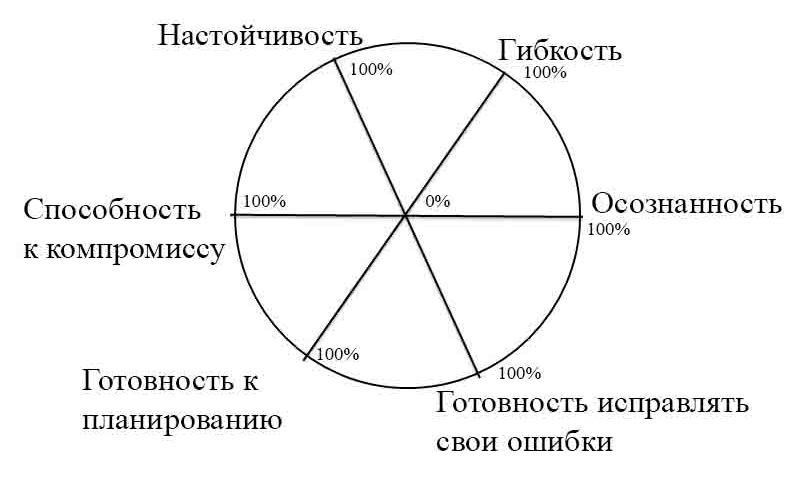 Настойчивость
Гибкость
100%
100%
100%
0%
Способность
к компромиссу
Осознанность
100%
100%
100%
Готовность к
планированию
Готовность исправлять
свои ошибки